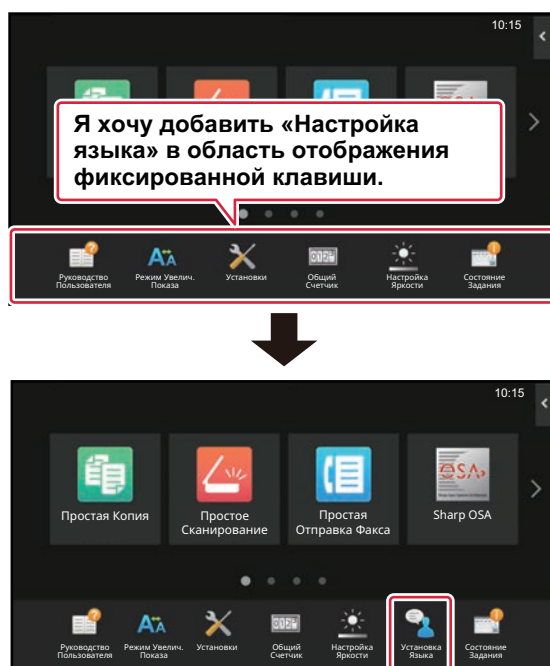 10:15
Я хочу добавить «Настройка
языка» в область отображения
фиксированной клавиши.
Руководство
Пользователя
Режим Увелич.
Показа
Установки
Общий
Счетчик
Настройка
Яркости
Состояние
Задания
10:15
Простая Копия
Простое
Сканирование
Простая
Отправка Факса
Sharp OSA
Руководство
Пользователя
Режим Увелич.
Показа
Установки
Общий
Счетчик
Настройка
Яркости
Установка
Языка
Состояние
Задания